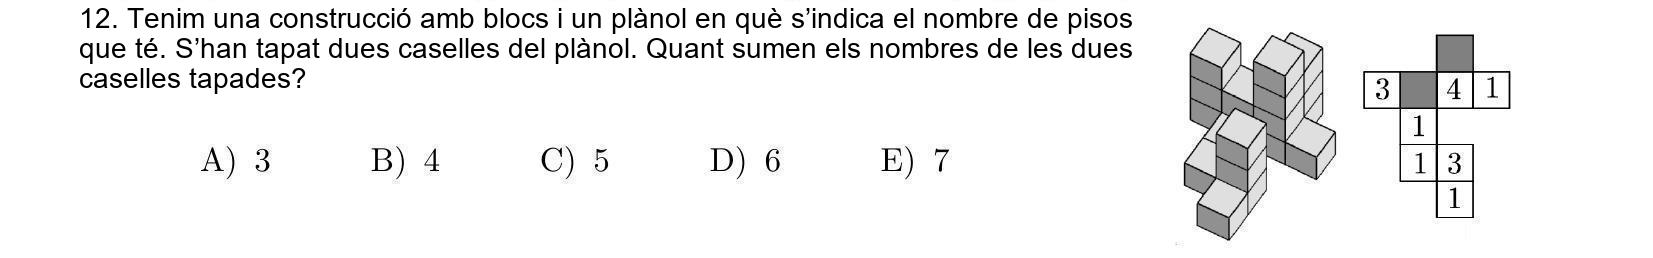 12. Tenim una construcció amb blocs i un plànol en què s’indica el nombre de pisos
que té. S’han tapat dues caselles del plànol. Quant sumen els nombres de les dues
caselles tapades?
A) 3 B) 4 C) 5 D) 6 E) 7
3 4 1
1
1 3
1